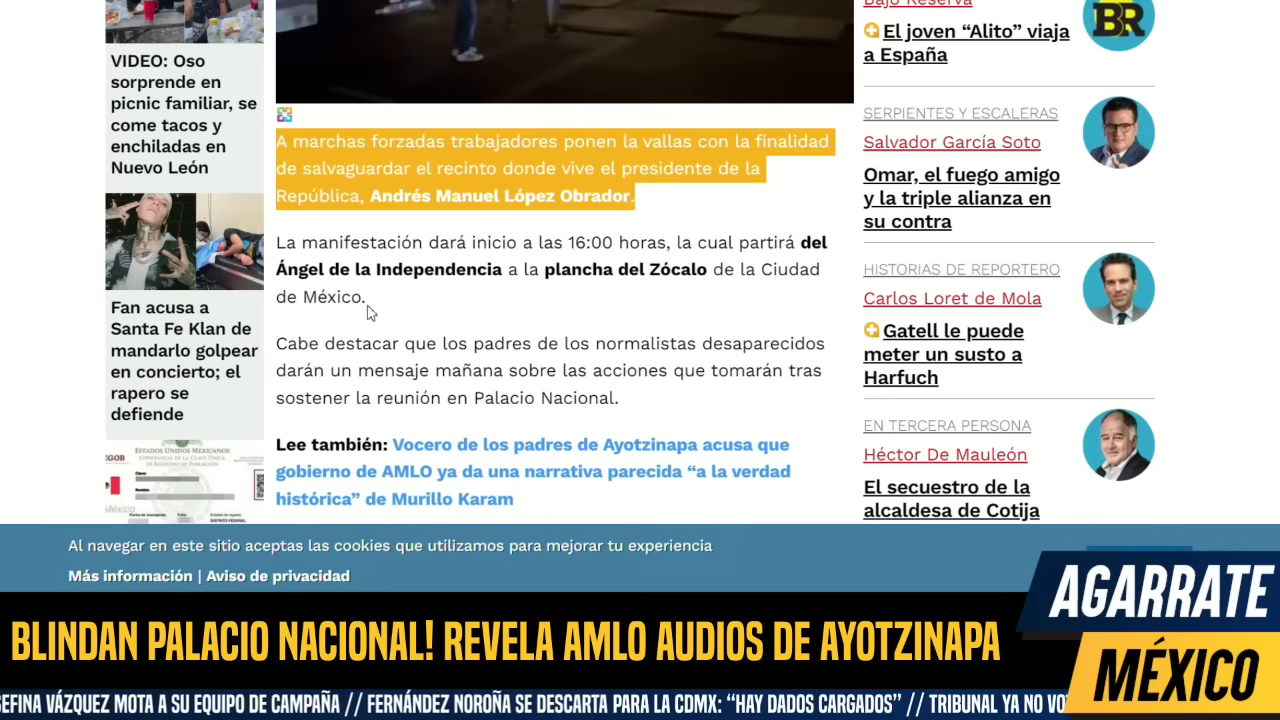 VIDEO: Oso
sorprende en
picnic familiar, se
come tacos y
enchiladas en
Nuevo León
Fan acusa a
Santa Fe Klan de
mandarlo golpear
en concierto; el
rapero se
defiende
ESTADOS UNIDOS MEXICANOS
A marchas forzadas trabajadores ponen la vallas con la finalidad
de salvaguardar el recinto donde vive el presidente de la
República, Andrés Manuel López Obrador.
La manifestación dará inicio a las 16:00 horas, la cual partirá del
Ángel de la Independencia a la plancha del Zócalo de la Ciudad
de México.
Cabe destacar que los padres de los normalistas desaparecidos
darán un mensaje mañana sobre las acciones que tomarán tras
sostener la reunión en Palacio Nacional.
Lee también: Vocero de los padres de Ayotzinapa acusa que
gobierno de AMLO ya da una narrativa parecida “a la verdad
histórica” de Murillo Karam
Bajo Reserva
El joven “Alito” viaja
a España
BR
SERPIENTES Y ESCALERAS
Salvador García Soto
Omar, el fuego amigo
y la triple alianza en
su contra
HISTORIAS DE REPORTERO
Carlos Loret de Mola
Gatell le puede
meter un susto a
Harfuch
EN TERCERA PERSONA
Héctor De Mauleón
El secuestro de la
alcaldesa de Cotija
Al navegar en este sitio aceptas las cookies que utilizamos para mejorar tu experiencia
Más información | Aviso de privacidad
BLINDAN PALACIO NACIONAL! REVELA AMLO AUDIOS DE AYOTZINAPA
AGARRATE
MÉXICO
SEFINA VÁZQUEZ MOTA A SU EQUIPO DE CAMPAÑA // FERNÁNDEZ NOROÑA SE DESCARTA PARA LA CDMX: “HAY DADOS CARGADOS” // TRIBUNAL YA NO VO